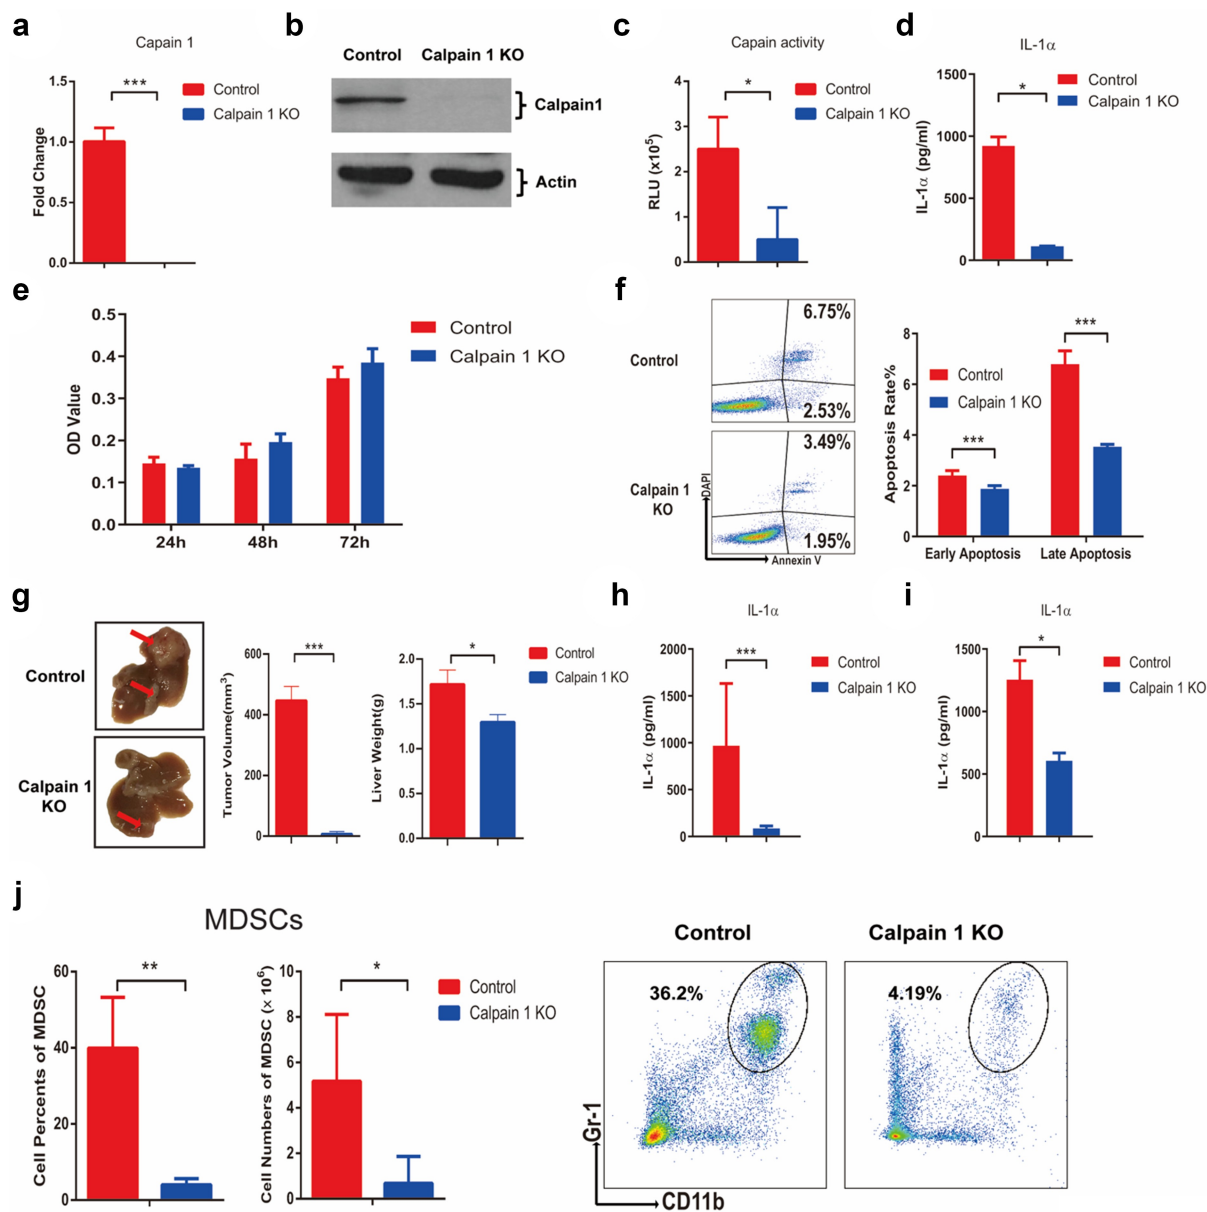 a
Capain 1
Fold Change
1.5
1.0
0.5
0.0
***
Control
Calpain 1 KO
b
Control
Calpain 1 KO
Calpain1
Actin
c
Capain activity
RLU (x10⁵)
4
3
2
1
0
*
Control
Calpain 1 KO
d
IL-1α
IL-1α (pg/ml)
1500
1000
500
0
*
Control
Calpain 1 KO
e
OD Value
0.5
0.4
0.3
0.2
0.1
0.0
24h
48h
72h
Control
Calpain 1 KO
f
Control
6.75%
2.53%
Calpain 1
KO
3.49%
1.95%
DAPI
Annexin V
Apoptosis Rate%
8
6
4
2
0
***
***
Control
Calpain 1 KO
Early Apoptosis
Late Apoptosis
g
Control
Calpain 1
KO
Tumor Volume(mm³)
600
400
200
0
***
Liver Weight(g)
2.0
1.5
1.0
0.5
0.0
*
Control
Calpain 1 KO
h
IL-1α
IL-1α (pg/ml)
2000
1500
1000
500
0
***
Control
Calpain 1 KO
i
IL-1α
IL-1α (pg/ml)
1500
1000
500
0
*
Control
Calpain 1 KO
j
MDSCs
Cell Percents of MDSC
60
40
20
0
**
Cell Numbers of MDSC (× 10⁶)
10
8
6
4
2
0
*
Control
Calpain 1 KO
Control
36.2%
Calpain 1 KO
4.19%
Gr-1
CD11b